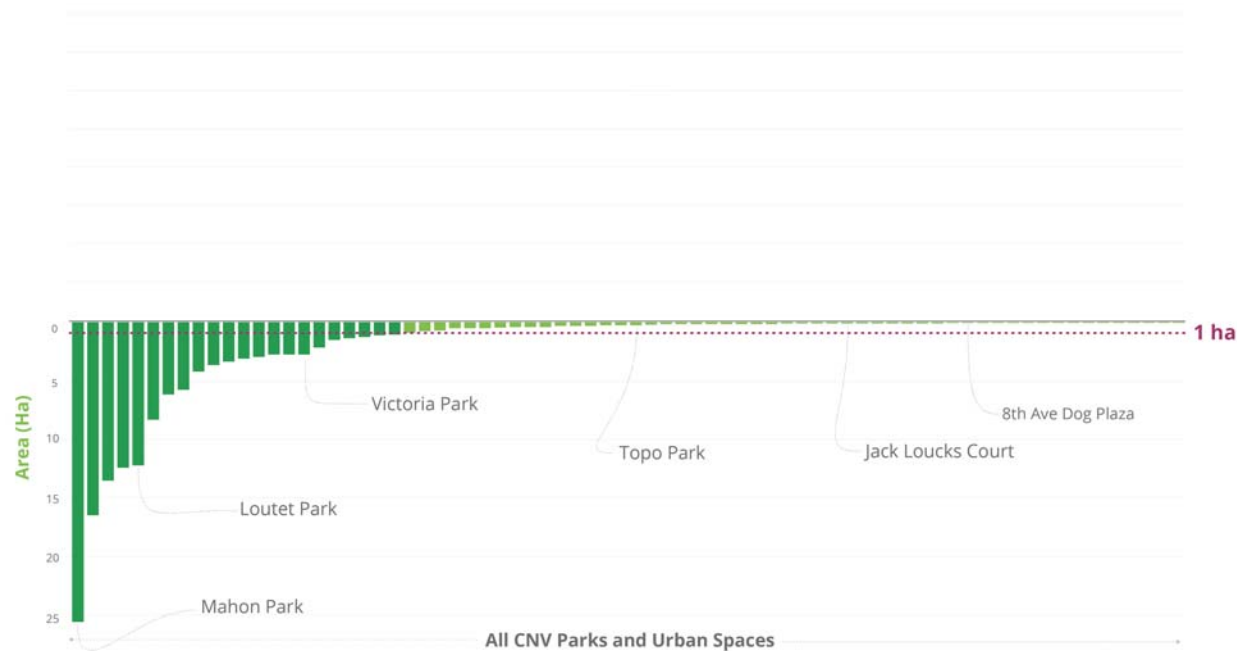 0
1 ha
5
Victoria Park
8th Ave Dog Plaza
10
Topo Park
Jack Loucks Court
Area (Ha)
15
Loutet Park
20
Mahon Park
25
All CNV Parks and Urban Spaces